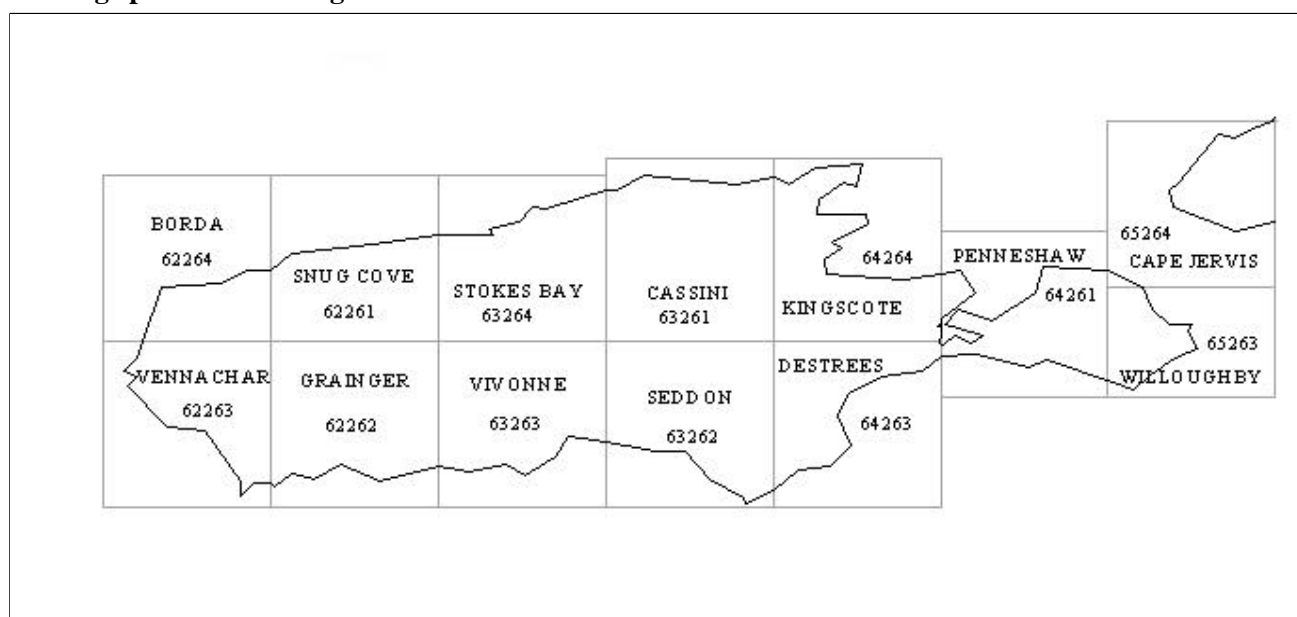 BORDA
62264
SNUG COVE
62261
STOKES BAY
63264
CASSINI
63261
64264
KINGSCOTE
PENNESHAW
64261
65264
CAPE JERVIS
VENNACHAR
62263
GRAINGER
62262
VIVONNE
63263
SEDDON
63262
DESTREES
64263
65263
WILLOUGHBY